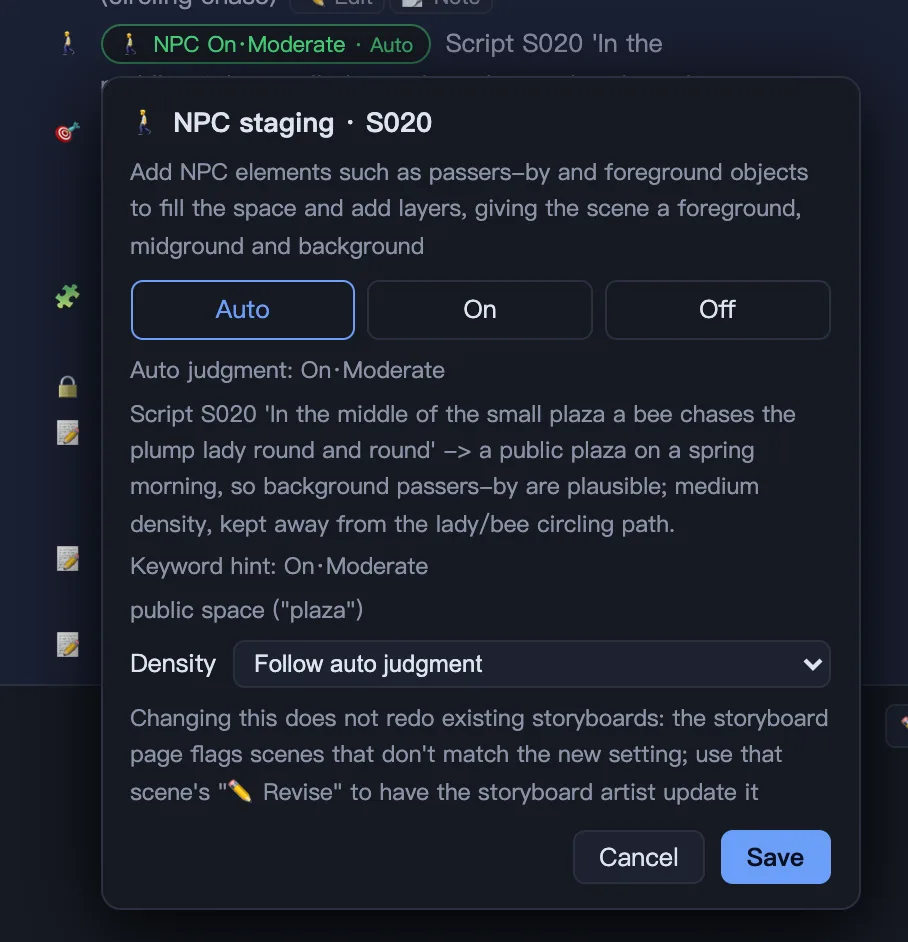 (circling chase) Edit Note
NPC On·Moderate · Auto Script S020 'In the
NPC staging · S020
Add NPC elements such as passers-by and foreground objects
to fill the space and add layers, giving the scene a foreground,
midground and background
Auto On Off
Auto judgment: On·Moderate
Script S020 'In the middle of the small plaza a bee chases the
plump lady round and round' -> a public plaza on a spring
morning, so background passers-by are plausible; medium
density, kept away from the lady/bee circling path.
Keyword hint: On·Moderate
public space ("plaza")
Density Follow auto judgment
Changing this does not redo existing storyboards: the storyboard
page flags scenes that don't match the new setting; use that
scene's "✏️ Revise" to have the storyboard artist update it
Cancel Save